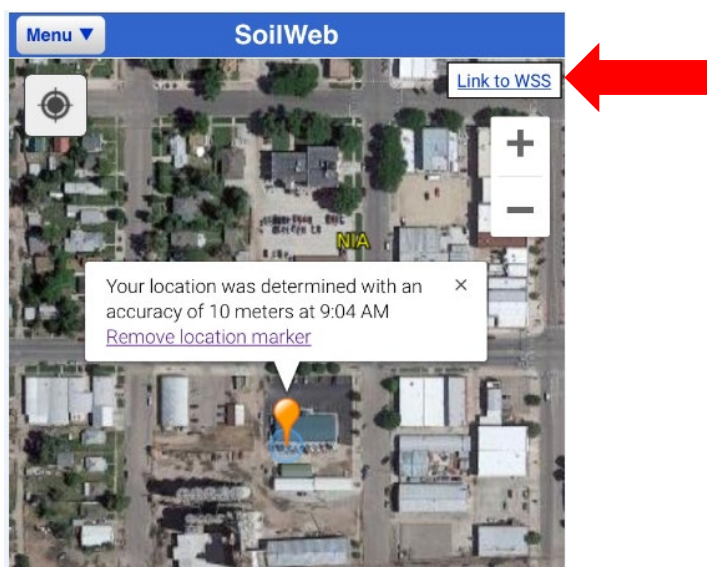 Menu ▼
SoilWeb
Link to WSS
+
−
NIA
Your location was determined with an ×
accuracy of 10 meters at 9:04 AM
Remove location marker